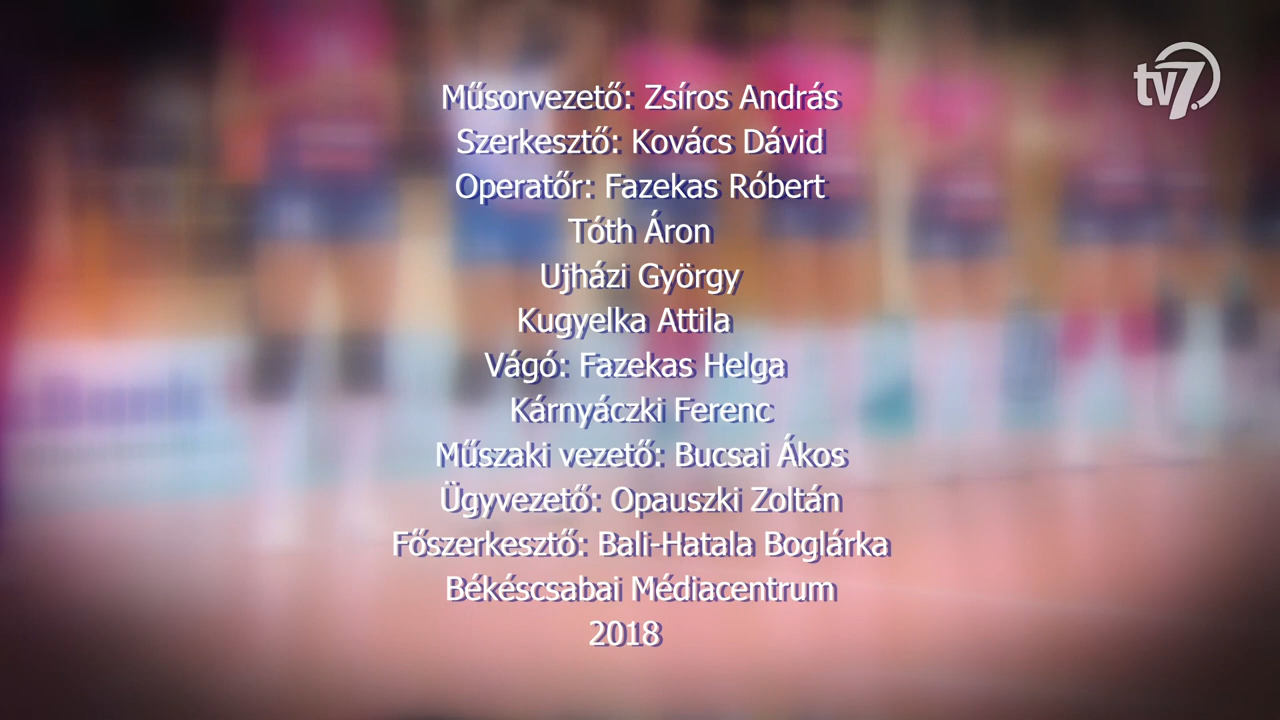 tv7.
Műsorvezető: Zsíros András
Szerkesztő: Kovács Dávid
Operatőr: Fazekas Róbert
Tóth Áron
Ujházi György
Kugyelka Attila
Vágó: Fazekas Helga
Kárnyáczki Ferenc
Műszaki vezető: Bucsai Ákos
Ügyvezető: Opauszki Zoltán
Főszerkesztő: Bali-Hatala Boglárka
Békéscsabai Médiacentrum
2018